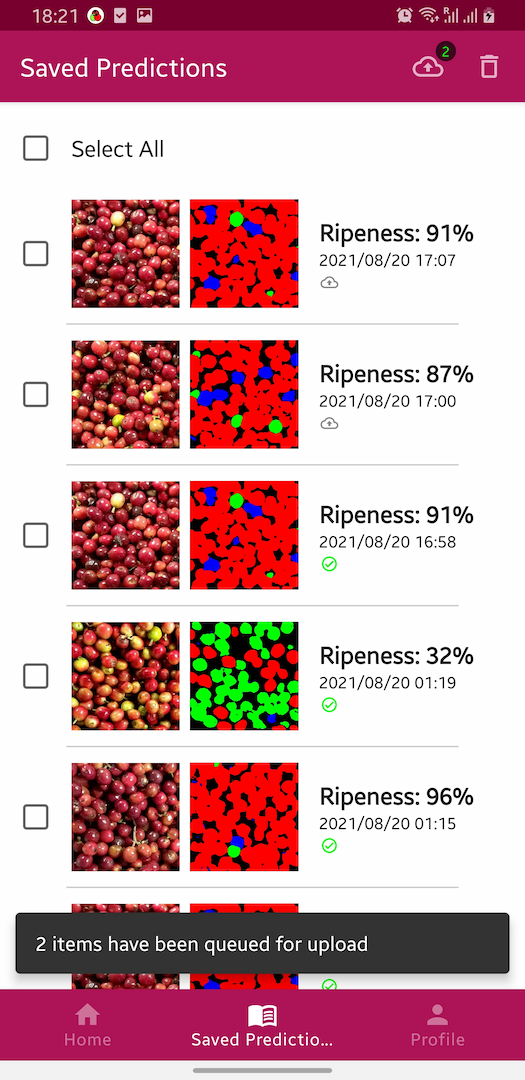 18:21
R
Saved Predictions
2
Select All
Ripeness: 91%
2021/08/20 17:07
Ripeness: 87%
2021/08/20 17:00
Ripeness: 91%
2021/08/20 16:58
Ripeness: 32%
2021/08/20 01:19
Ripeness: 96%
2021/08/20 01:15
2 items have been queued for upload
Home
Saved Predictio...
Profile